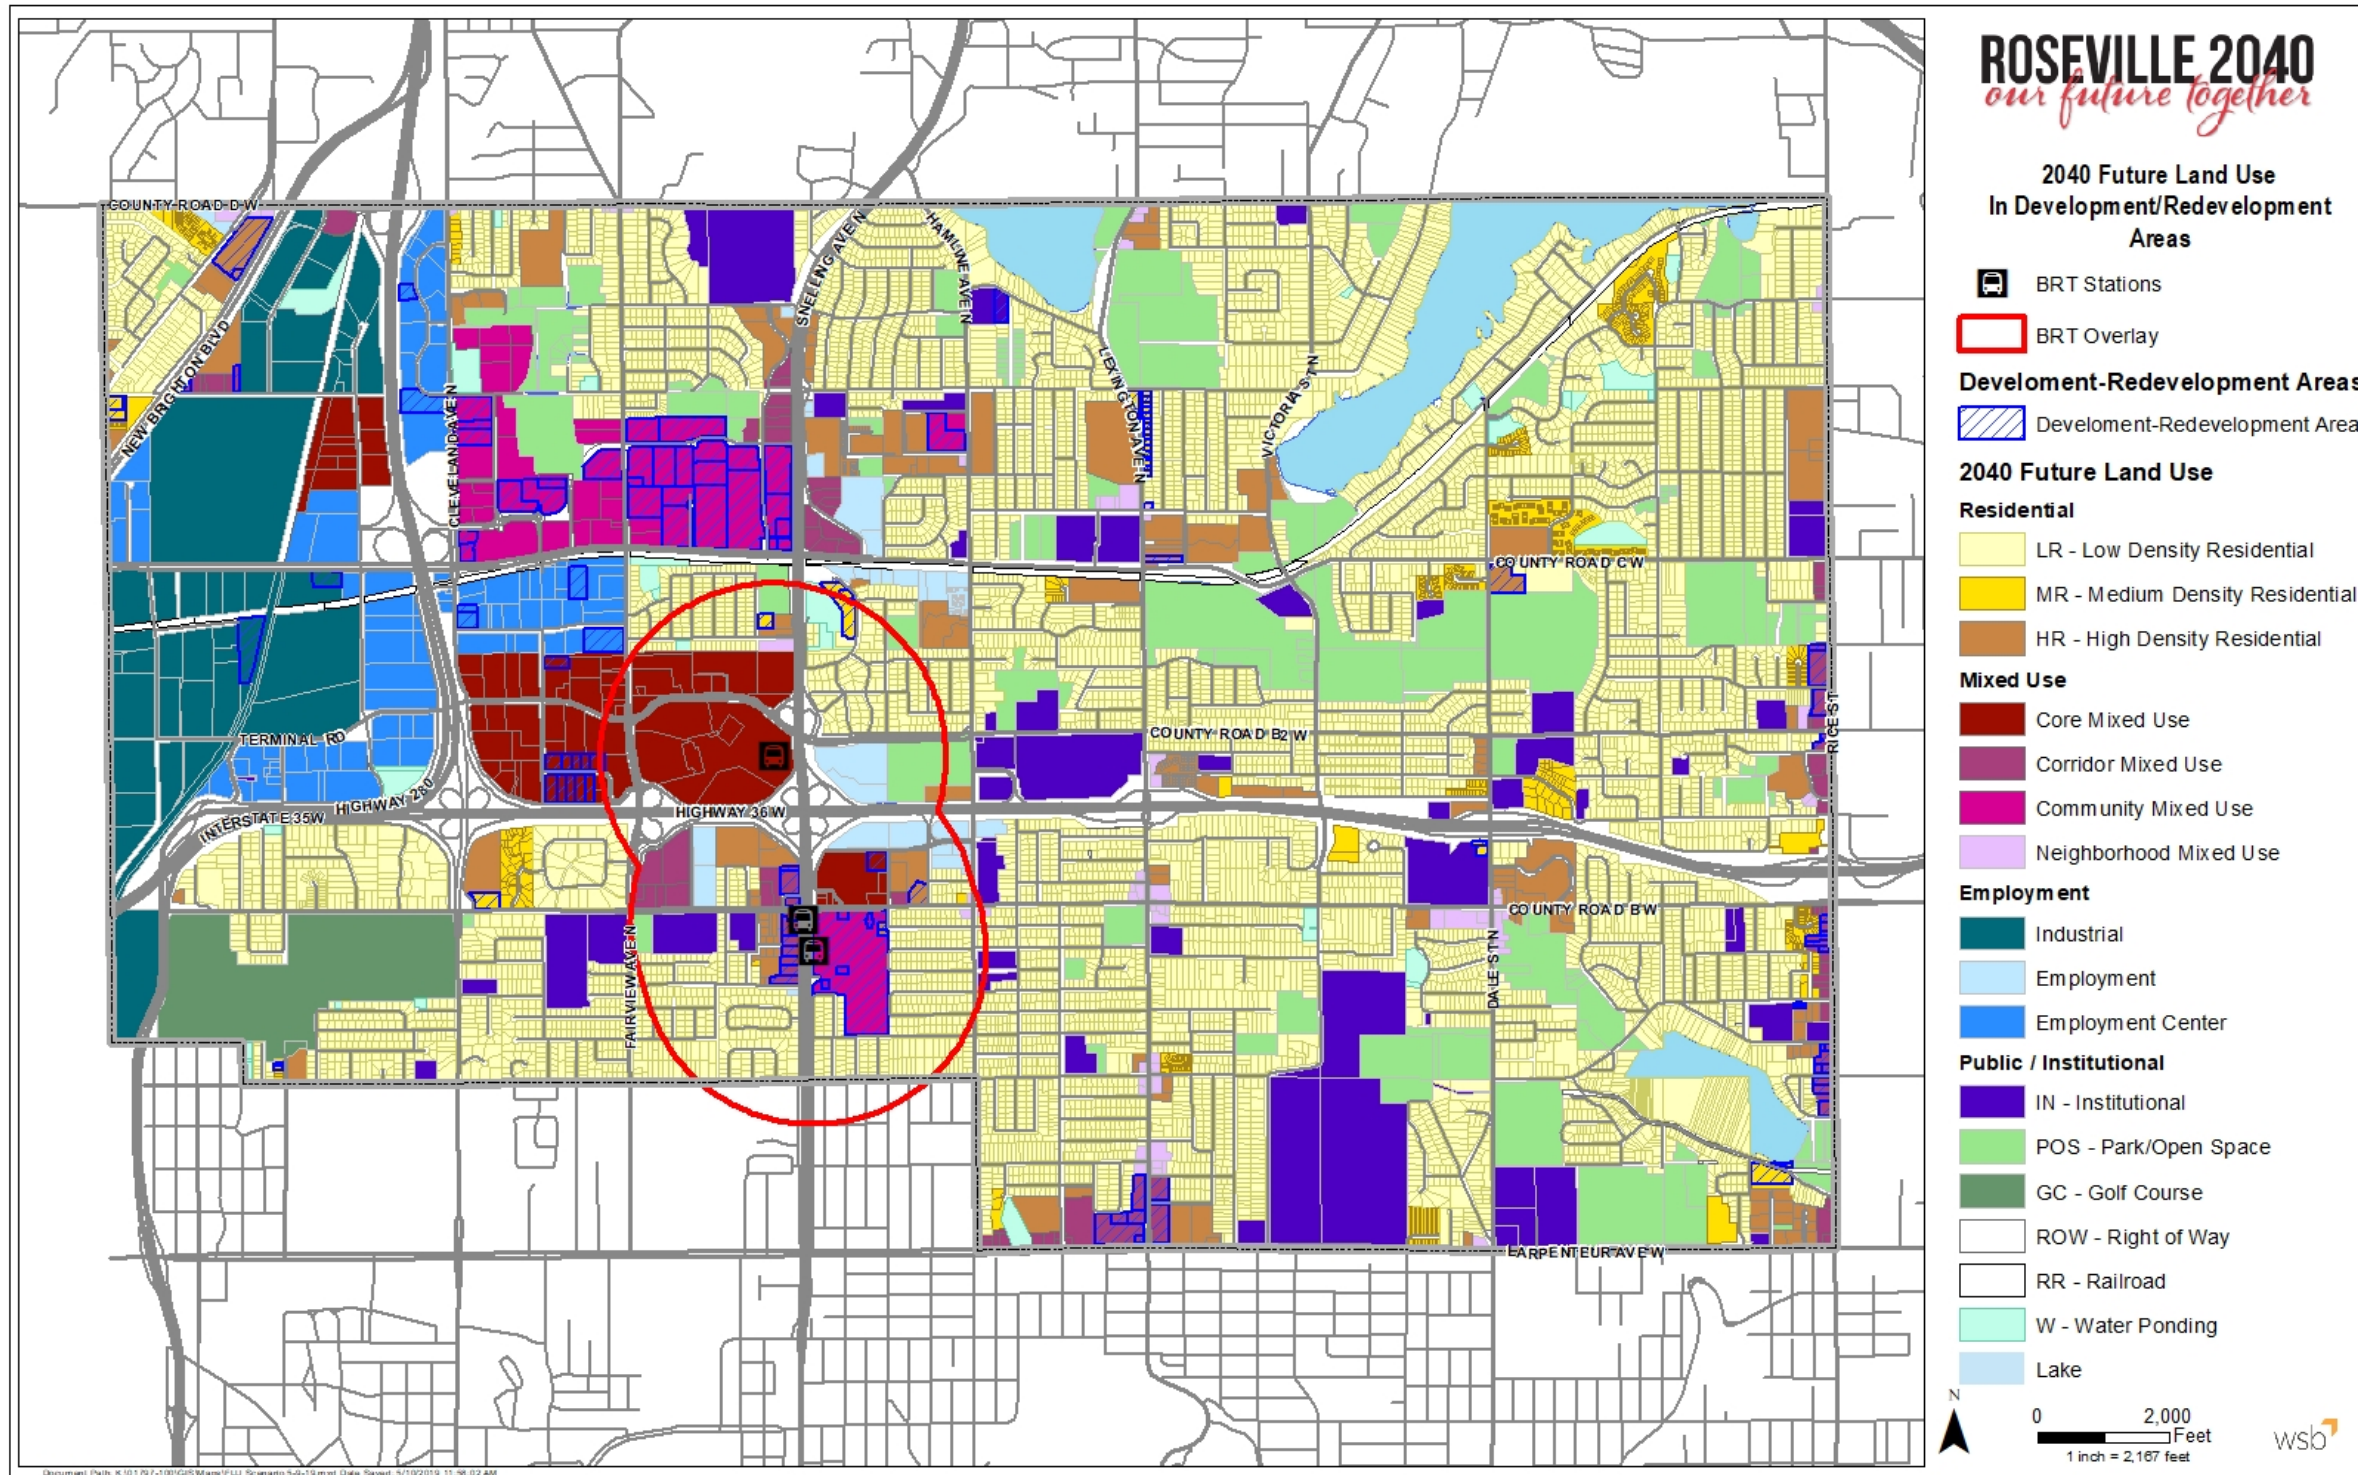 ROSEVILLE 2040
our future together
2040 Future Land Use
In Development/Redevelopment
Areas
BRT Stations
BRT Overlay
Develoment-Redevelopment Areas
Develoment-Redevelopment Area
2040 Future Land Use
Residential
LR - Low Density Residential
MR - Medium Density Residential
HR - High Density Residential
Mixed Use
Core Mixed Use
Corridor Mixed Use
Community Mixed Use
Neighborhood Mixed Use
Employment
Industrial
Employment
Employment Center
Public / Institutional
IN - Institutional
POS - Park/Open Space
GC - Golf Course
ROW - Right of Way
RR - Railroad
W - Water Ponding
Lake
N
0 2,000
Feet
1 inch = 2,167 feet
wsb
COUNTY ROAD D W
SNELLING AVE N
HAMLINE AVE N
NEW BRIGHTON BLVD
CLEVELAND AVE N
LEXINGTON AVE N
VICTORIA ST N
COUNTY ROAD C W
TERMINAL RD
COUNTY ROAD B2 W
RICE ST
HIGHWAY 280
INTERSTATE 35W
HIGHWAY 36 W
COUNTY ROAD B W
FAIRVIEW AVE N
DALE ST N
LARPENTEUR AVE W